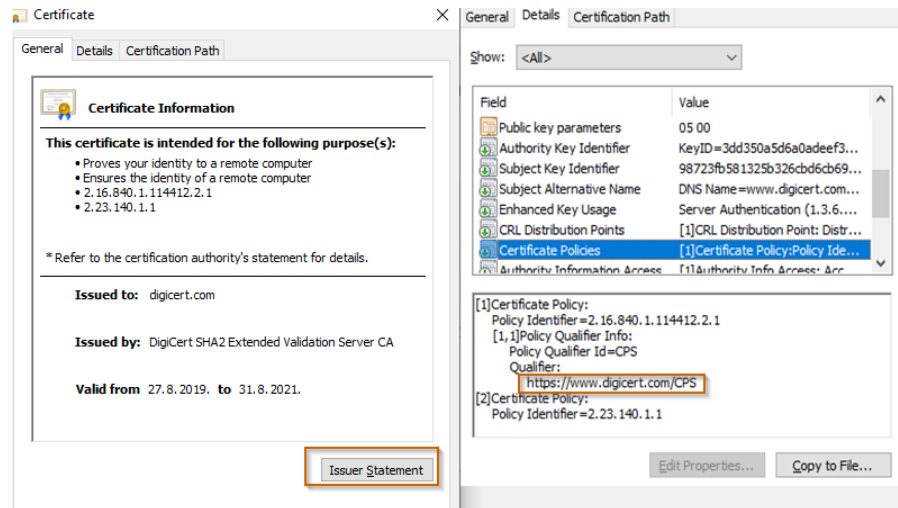 Certificate
General Details Certification Path
Certificate Information
This certificate is intended for the following purpose(s):
• Proves your identity to a remote computer
• Ensures the identity of a remote computer
• 2.16.840.1.114412.2.1
• 2.23.140.1.1
* Refer to the certification authority's statement for details.
Issued to: digicert.com
Issued by: DigiCert SHA2 Extended Validation Server CA
Valid from 27.8.2019. to 31.8.2021.
Issuer Statement
General Details Certification Path
Show: <All>
Field Value
Public key parameters 05 00
Authority Key Identifier KeyID=3dd350a5d6a0adeef3...
Subject Key Identifier 98723fb581325b326cbd6cb69...
Subject Alternative Name DNS Name=www.digicert.com...
Enhanced Key Usage Server Authentication (1.3.6....
CRL Distribution Points [1]CRL Distribution Point: Distr...
Certificate Policies [1]Certificate Policy:Policy Ide...
Authority Information Access [1]Authority Info Access: Acc...
[1]Certificate Policy:
Policy Identifier=2.16.840.1.114412.2.1
[1,1]Policy Qualifier Info:
Policy Qualifier Id=CPS
Qualifier:
https://www.digicert.com/CPS
[2]Certificate Policy:
Policy Identifier=2.23.140.1.1
Edit Properties... Copy to File...